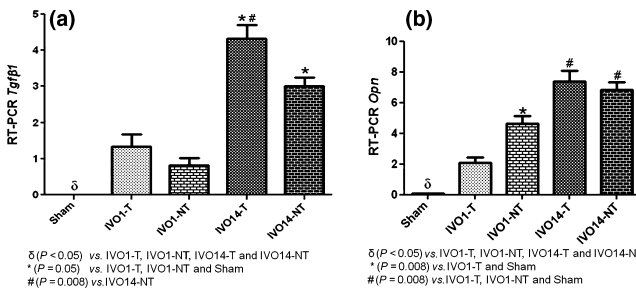 (a)
RT-PCR Tgfβ1
5
4
3
2
1
0
δ
* #
*
Sham
IVO1-T
IVO1-NT
IVO14-T
IVO14-NT
δ (P < 0.05) vs. IVO1-T, IVO1-NT, IVO14-T and IVO14-NT
* (P = 0.05) vs. IVO1-T, IVO1-NT and Sham
# (P = 0.008) vs.IVO14-NT
(b)
RT-PCR Opn
10
8
6
4
2
0
δ
*
#
#
Sham
IVO1-T
IVO1-NT
IVO14-T
IVO14-NT
δ (P < 0.05) vs. IVO1-T, IVO1-NT, IVO14-T and IVO14-N
* (P = 0.008) vs.IVO1-T and Sham
# (P = 0.008) vs.IVO1-T, IVO1-NT and Sham